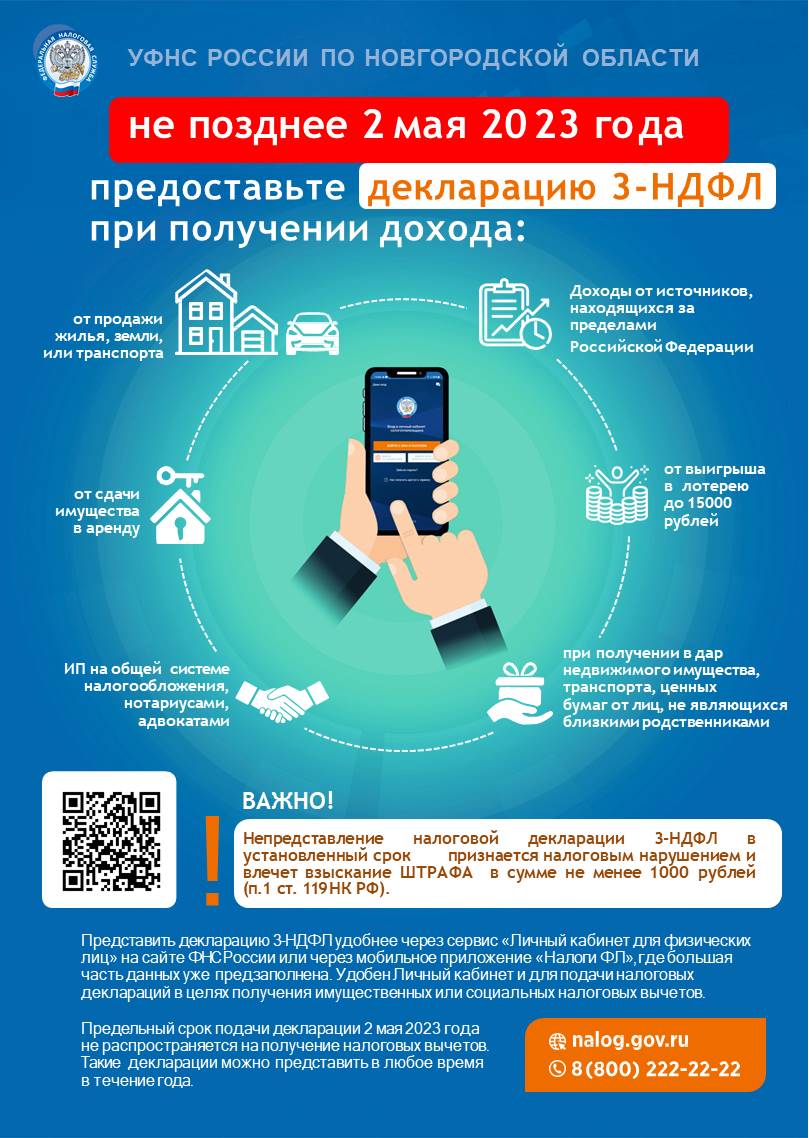 ФЕДЕРАЛЬНАЯ НАЛОГОВАЯ СЛУЖБА
УФНС РОССИИ ПО НОВГОРОДСКОЙ ОБЛАСТИ
не позднее 2 мая 2023 года
предоставьте декларацию 3-НДФЛ
при получении дохода:
от продажи
жилья, земли,
или транспорта
Доходы от источников,
находящихся за
пределами
Российской Федерации
от сдачи
имущества
в аренду
от выигрыша
в лотерею
до 15000
рублей
ИП на общей системе
налогообложения,
нотариусами,
адвокатами
при получении в дар
недвижимого имущества,
транспорта, ценных
бумаг от лиц, не являющихся
близкими родственниками
ВАЖНО!
!
Непредставление налоговой декларации 3-НДФЛ в
установленный срок признается налоговым нарушением и
влечет взыскание ШТРАФА в сумме не менее 1000 рублей
(п.1 ст. 119НК РФ).
Представить декларацию 3-НДФЛ удобнее через сервис «Личный кабинет для физических
лиц» на сайте ФНС России или через мобильное приложение «Налоги ФЛ», где большая
часть данных уже предзаполнена. Удобен Личный кабинет и для подачи налоговых
деклараций в целях получения имущественных или социальных налоговых вычетов.
Предельный срок подачи декларации 2 мая 2023 года
не распространяется на получение налоговых вычетов.
Такие декларации можно представить в любое время
в течение года.
nalog.gov.ru
8(800) 222-22-22